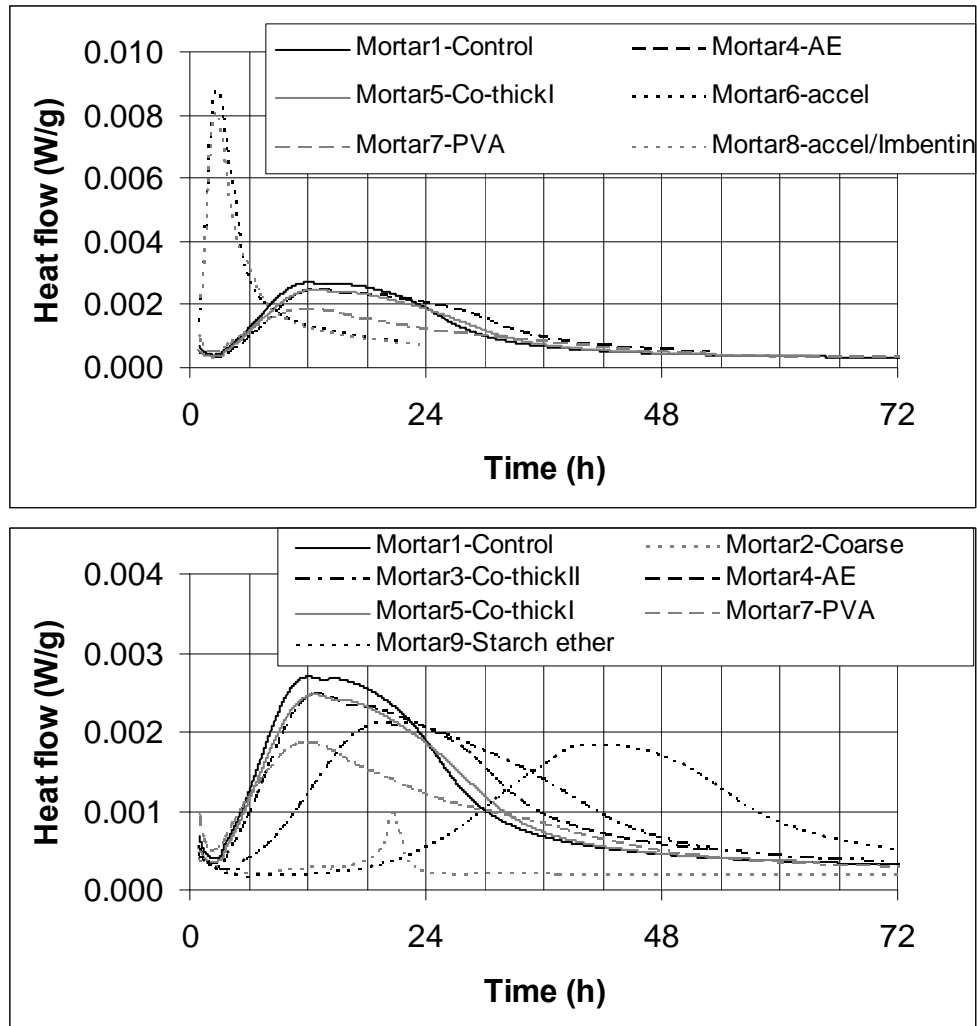 0.010
Mortar1-Control Mortar4-AE
0.008
Mortar5-Co-thickI Mortar6-accel
0.006
Mortar7-PVA Mortar8-accel/Imbentin
0.004
0.002
0.000
Heat flow (W/g)
0 24 48 72
Time (h)
Mortar1-Control Mortar2-Coarse
0.004
Mortar3-Co-thickII Mortar4-AE
Mortar5-Co-thickI Mortar7-PVA
Mortar9-Starch ether
0.003
0.002
0.001
0.000
Heat flow (W/g)
0 24 48 72
Time (h)